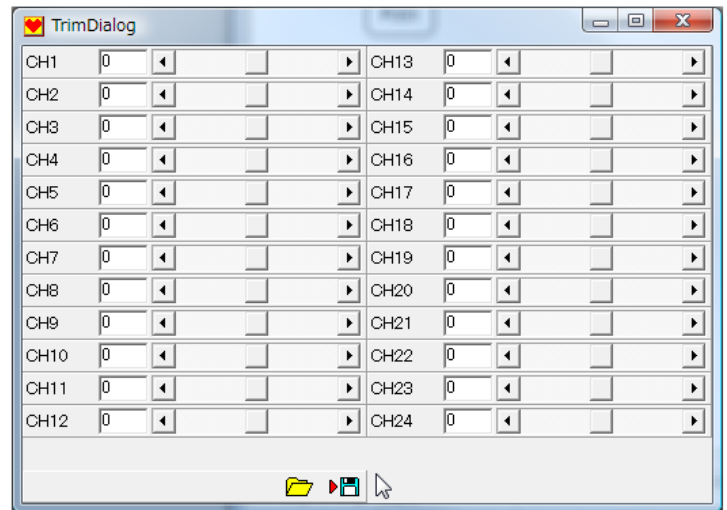 TrimDialog
CH1 0 CH13 0
CH2 0 CH14 0
CH3 0 CH15 0
CH4 0 CH16 0
CH5 0 CH17 0
CH6 0 CH18 0
CH7 0 CH19 0
CH8 0 CH20 0
CH9 0 CH21 0
CH10 0 CH22 0
CH11 0 CH23 0
CH12 0 CH24 0